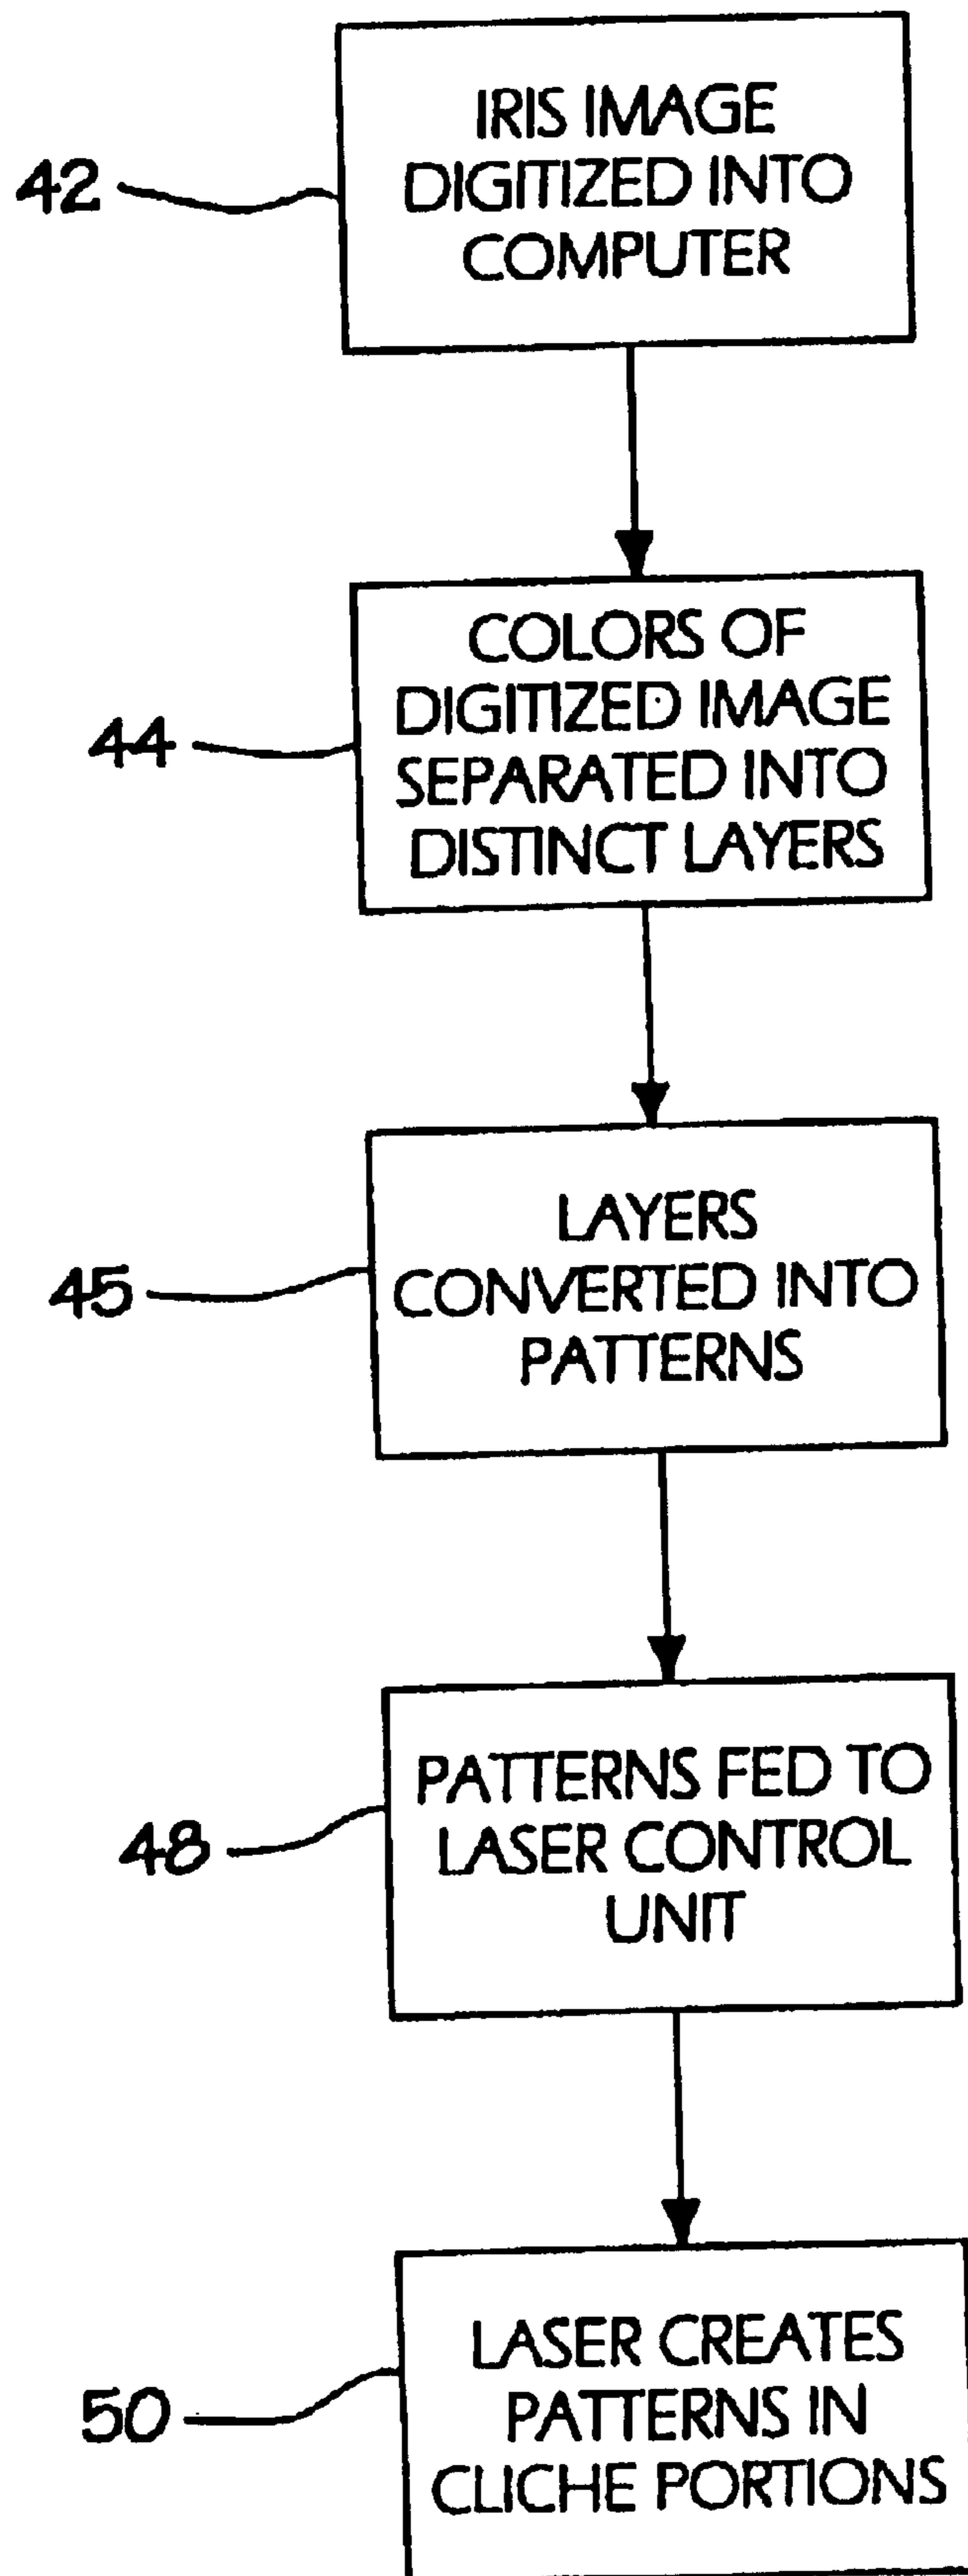 IRIS IMAGE
DIGITIZED INTO
COMPUTER
42
COLORS OF
DIGITIZED IMAGE
SEPARATED INTO
DISTINCT LAYERS
44
LAYERS
CONVERTED INTO
PATTERNS
45
PATTERNS FED TO
LASER CONTROL
UNIT
48
LASER CREATES
PATTERNS IN
CLICHE PORTIONS
50